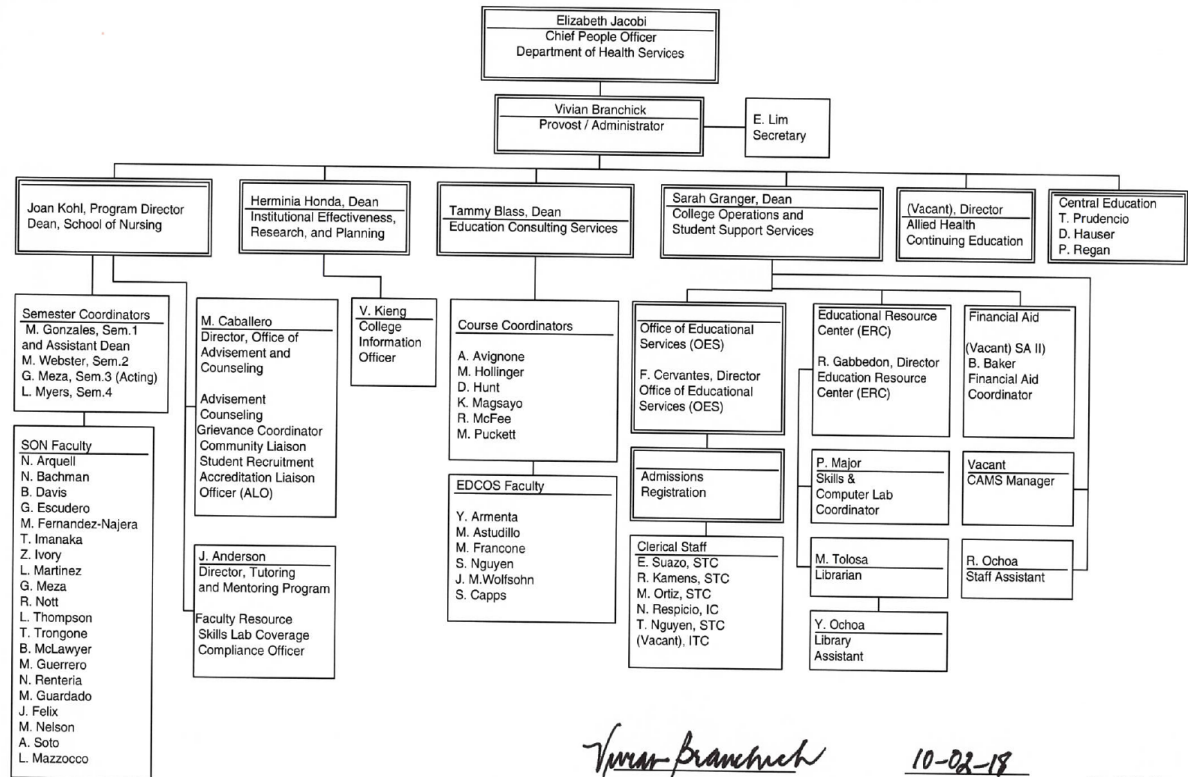 Elizabeth Jacobi
Chief People Officer
Department of Health Services
Vivian Branchick
Provost / Administrator
E. Lim
Secretary
Joan Kohl, Program Director
Dean, School of Nursing
Herminia Honda, Dean
Institutional Effectiveness,
Research, and Planning
Tammy Blass, Dean
Education Consulting Services
Sarah Granger, Dean
College Operations and
Student Support Services
(Vacant), Director
Allied Health
Continuing Education
Central Education
T. Prudencio
D. Hauser
P. Regan
Semester Coordinators
M. Gonzales, Sem.1
and Assistant Dean
M. Webster, Sem.2
G. Meza, Sem.3 (Acting)
L. Myers, Sem.4
SON Faculty
N. Arquell
N. Bachman
B. Davis
G. Escudero
M. Fernandez-Najera
T. Imanaka
Z. Ivory
L. Martinez
G. Meza
R. Nott
L. Thompson
T. Trongone
B. McLawyer
M. Guerrero
N. Renteria
M. Guardado
J. Felix
M. Nelson
A. Soto
L. Mazzocco
M. Caballero
Director, Office of
Advisement and
Counseling
Advisement
Counseling
Grievance Coordinator
Community Liaison
Student Recruitment
Accreditation Liaison
Officer (ALO)
J. Anderson
Director, Tutoring
and Mentoring Program
Faculty Resource
Skills Lab Coverage
Compliance Officer
V. Kieng
College
Information
Officer
Course Coordinators
A. Avignone
M. Hollinger
D. Hunt
K. Magsayo
R. McFee
M. Puckett
EDCOS Faculty
Y. Armenta
M. Astudillo
M. Francone
S. Nguyen
J. M.Wolfsohn
S. Capps
Office of Educational
Services (OES)
F. Cervantes, Director
Office of Educational
Services (OES)
Admissions
Registration
Clerical Staff
E. Suazo, STC
R. Kamens, STC
M. Ortiz, STC
N. Respicio, IC
T. Nguyen, STC
(Vacant), ITC
Educational Resource
Center (ERC)
R. Gabbedon, Director
Education Resource
Center (ERC)
P. Major
Skills &
Computer Lab
Coordinator
M. Tolosa
Librarian
Y. Ochoa
Library
Assistant
Financial Aid
(Vacant) SA II)
B. Baker
Financial Aid
Coordinator
Vacant
CAMS Manager
R. Ochoa
Staff Assistant
Vivian Branchick
10-02-18